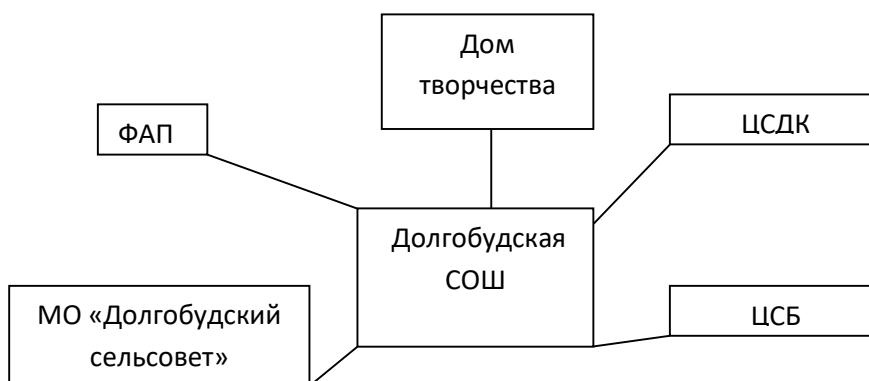 Дом
творчества
ФАП
ЦСДК
Долгобудская
СОШ
МО «Долгобудский
сельсовет»
ЦСБ